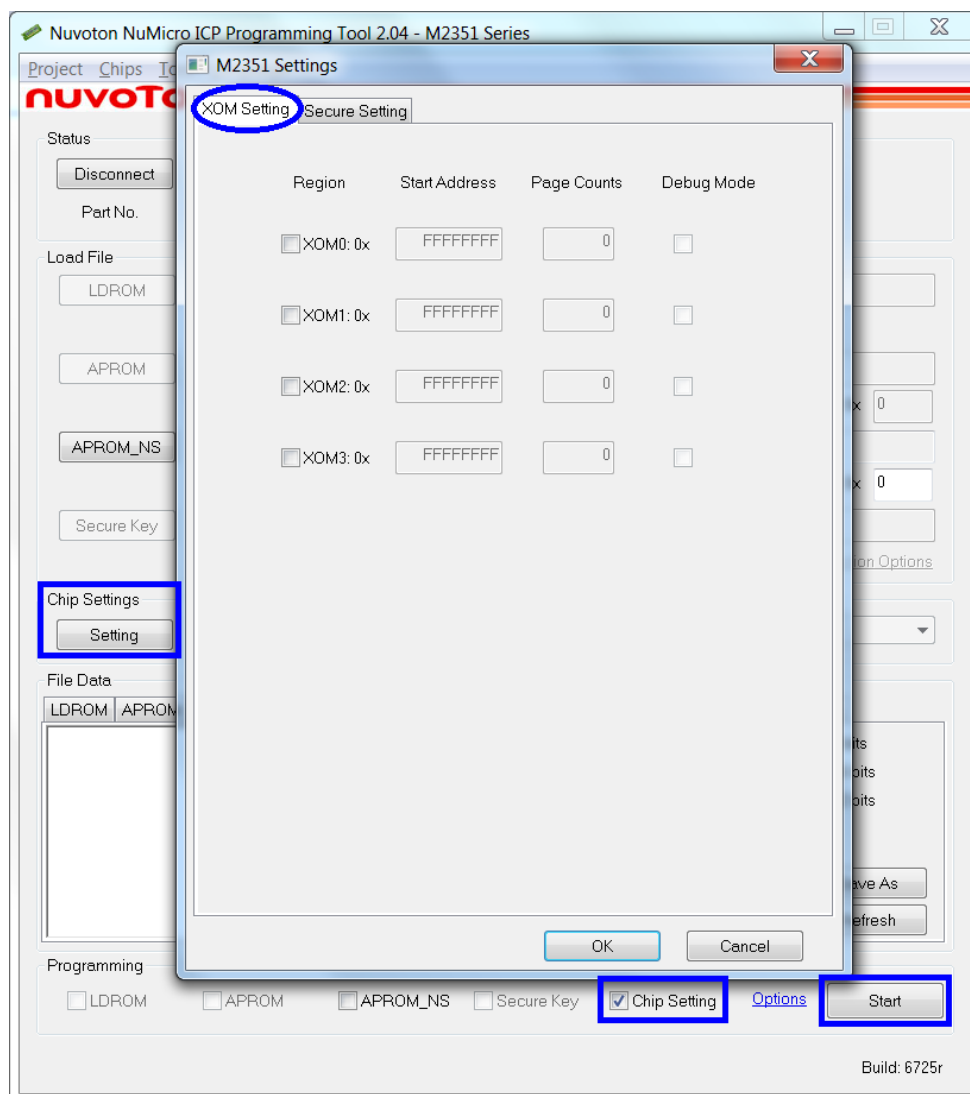 Nuvoton NuMicro ICP Programming Tool 2.04 - M2351 Series
Project Chips
M2351 Settings
XOM Setting Secure Setting
Status
Disconnect
Part No.
Region Start Address Page Counts Debug Mode
XOM0: 0x FFFFFFFF 0
Load File
LDROM
XOM1: 0x FFFFFFFF 0
APROM
XOM2: 0x FFFFFFFF 0
x 0
APROM_NS
XOM3: 0x FFFFFFFF 0
x 0
Secure Key
Options
Chip Settings
Setting
File Data
LDROM APROM
OK Cancel
Programming
LDROM APROM APROM_NS Secure Key Chip Setting Options Start
Build: 6725r